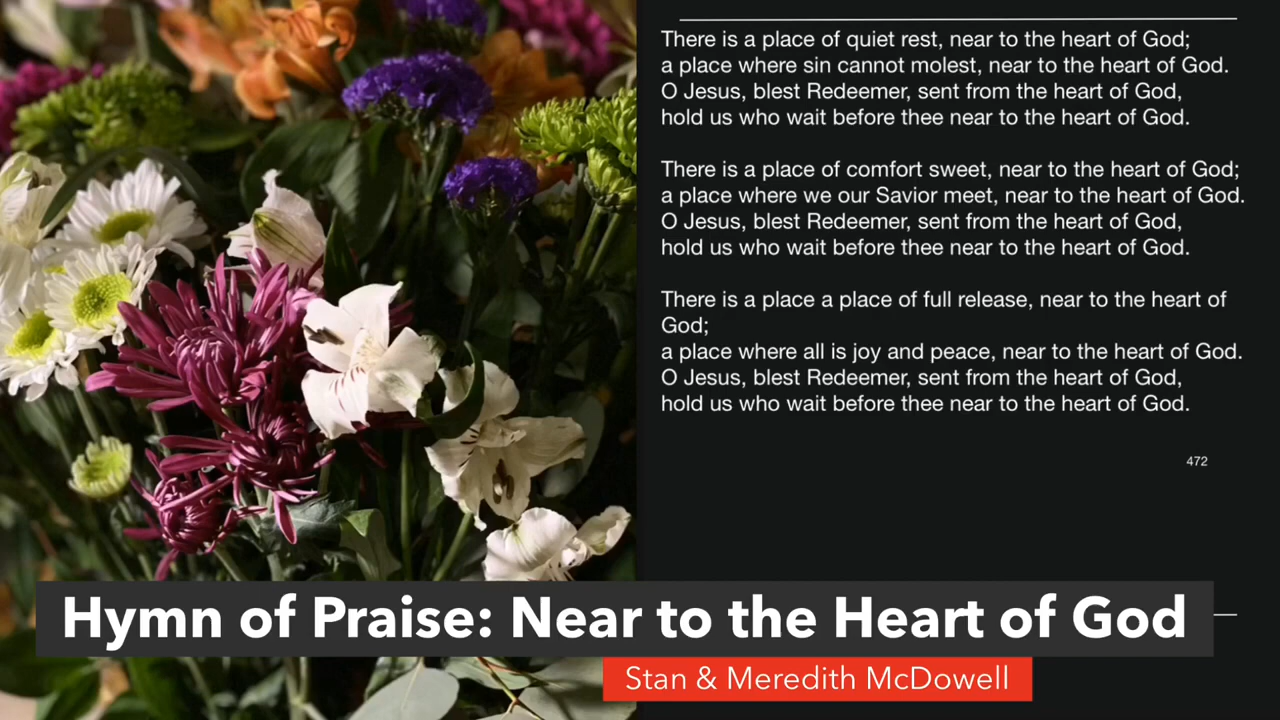 There is a place of quiet rest, near to the heart of God;
a place where sin cannot molest, near to the heart of God.
O Jesus, blest Redeemer, sent from the heart of God,
hold us who wait before thee near to the heart of God.
There is a place of comfort sweet, near to the heart of God;
a place where we our Savior meet, near to the heart of God.
O Jesus, blest Redeemer, sent from the heart of God,
hold us who wait before thee near to the heart of God.
There is a place a place of full release, near to the heart of
God;
a place where all is joy and peace, near to the heart of God.
O Jesus, blest Redeemer, sent from the heart of God,
hold us who wait before thee near to the heart of God.
472
Hymn of Praise: Near to the Heart of God
Stan & Meredith McDowell